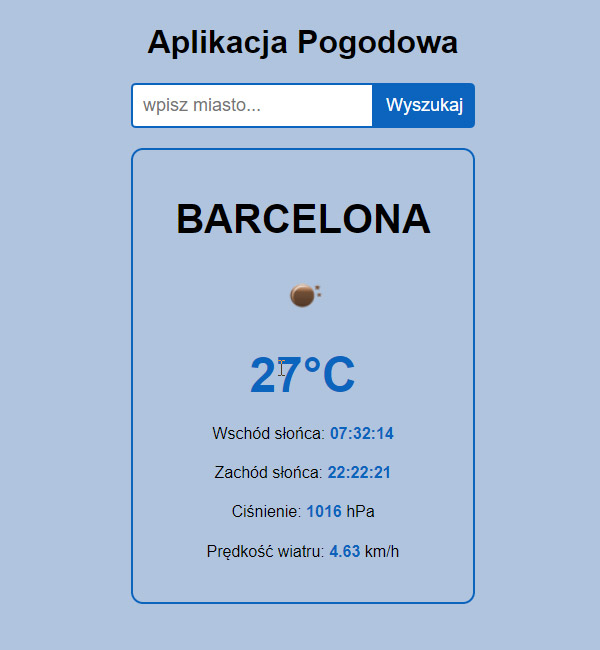 Aplikacja Pogodowa
wpisz miasto... Wyszukaj
BARCELONA
27°C
Wschód słońca: 07:32:14
Zachód słońca: 22:22:21
Ciśnienie: 1016 hPa
Prędkość wiatru: 4.63 km/h